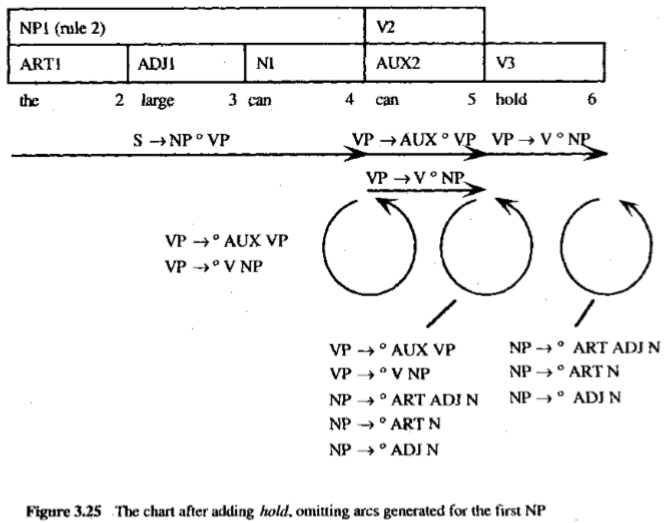 NP1 (rule 2) V2
ART1 ADJ1 N1 AUX2 V3
the 2 large 3 can 4 can 5 hold 6
S → NP ° VP VP → AUX ° VP VP → V ° NP
VP → V ° NP
VP → ° AUX VP
VP → ° V NP
VP → ° AUX VP
VP → ° V NP
NP → ° ART ADJ N
NP → ° ART N
NP → ° ADJ N
NP → ° ART ADJ N
NP → ° ART N
NP → ° ADJ N
Figure 3.25 The chart after adding hold, omitting arcs generated for the first NP